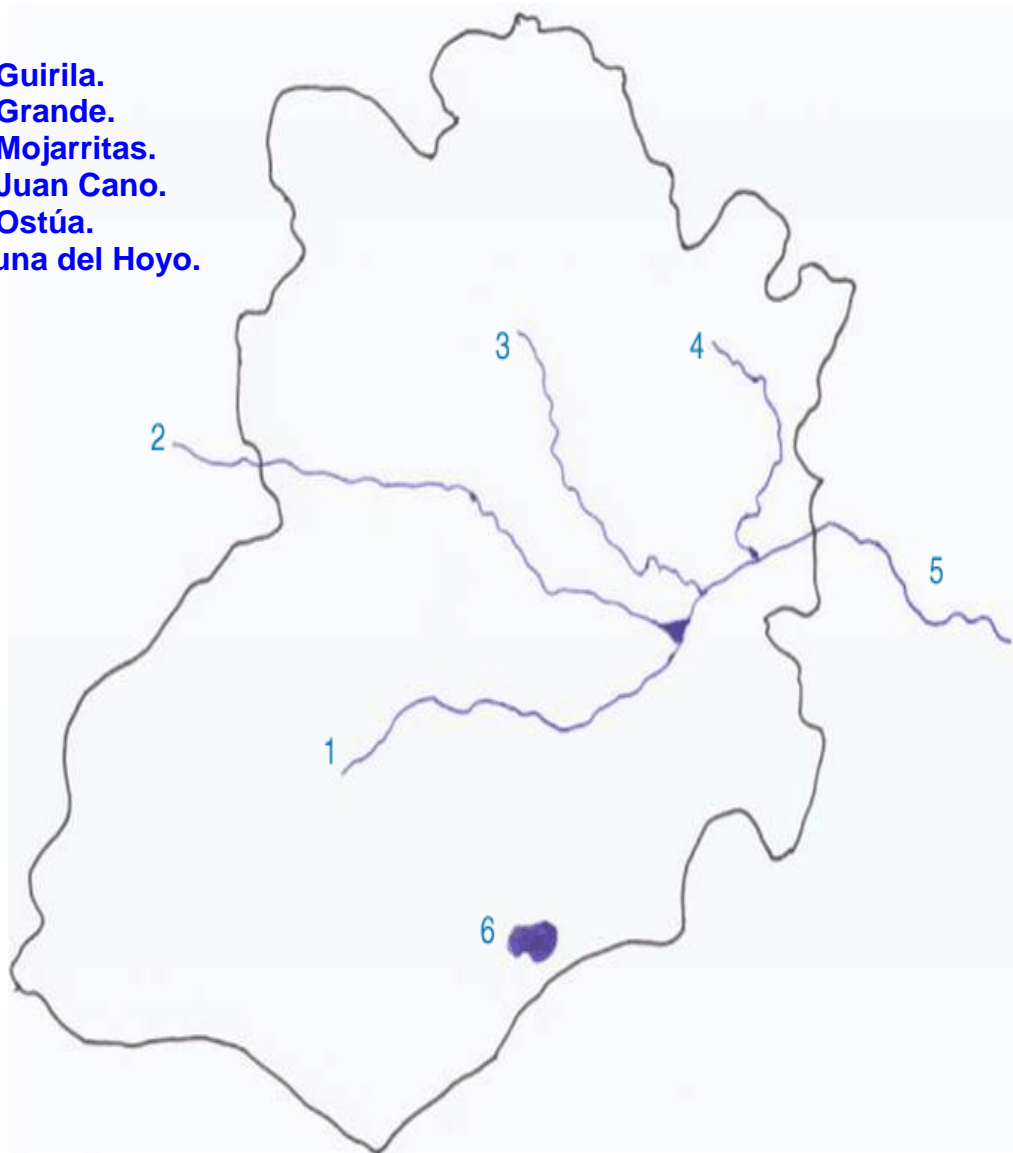 Guirila.
Grande.
Mojarritas.
Juan Cano.
Ostúa.
una del Hoyo.
3
4
2
5
1
6